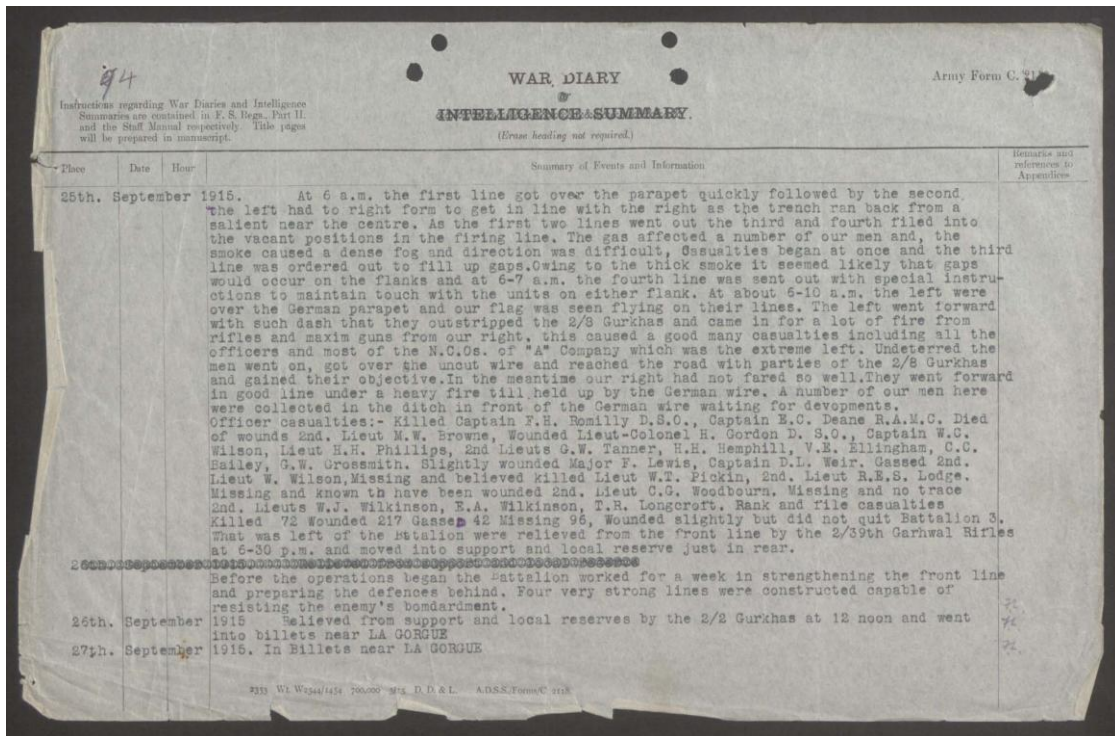 94
WAR DIARY
or
INTELLIGENCE SUMMARY.
(Erase heading not required.)
Army Form C.
Instructions regarding War Diaries and Intelligence
Summaries are contained in F. S. Regs., Part II.
and the Staff Manual respectively. Title pages
will be prepared in manuscript.
Place Date Hour Summary of Events and Information Remarks and
references to
Appendices
25th. September 1915. At 6 a.m. the first line got over the parapet quickly followed by the second,
the left had to right form to get in line with the right as the trench ran back from a
salient near the centre. As the first two lines went out the third and fourth filed into
the vacant positions in the firing line. The gas affected a number of our men and, the
smoke caused a dense fog and direction was difficult, Casualties began at once and the third
line was ordered out to fill up gaps.Owing to the thick smoke it seemed likely that gaps
would occur on the flanks and at 6-7 a.m. the fourth line was sent out with special instru-
ctions to maintain touch with the units on either flank. At about 6-10 a.m. the left were
over the German parapet and our flag was seen flying on their lines. The left went forward
with such dash that they outstripped the 2/8 Gurkhas and came in for a lot of fire from
rifles and maxim guns from our right, this caused a good many casualties including all the
officers and most of the N.C.Os. of "A" Company which was the extreme left. Undeterred the
men went on, got over the uncut wire and reached the road with parties of the 2/8 Gurkhas
and gained their objective.In the meantime our right had not fared so well.They went forward
in good line under a heavy fire till held up by the German wire. A number of our men here
were collected in the ditch in front of the German wire waiting for devopments.
Officer casualties:- Killed Captain F.H. Romilly D.S.O., Captain E.C. Deane R.A.M.C. Died
of wounds 2nd. Lieut M.W. Browne, Wounded Lieut-Colonel H. Gordon D. S.O., Captain W.C.
Wilson, Lieut H.H. Phillips, 2nd Lieuts G.W. Tanner, H.H. Hemphill, V.E. Ellingham, C.C.
Bailey, G.W. Grossmith. Slightly wounded Major F. Lewis, Captain D.L. Weir. Gassed 2nd.
Lieut W. Wilson,Missing and believed killed Lieut W.T. Pickin, 2nd. Lieut R.E.S. Lodge.
Missing and known th have been wounded 2nd. Lieut C.G. Woodbourn. Missing and no trace
2nd. Lieuts W.J. Wilkinson, E.A. Wilkinson, T.R. Longcroft. Rank and file casualties
Killed 72 Wounded 217 Gassed 42 Missing 96, Wounded slightly but did not quit Battalion 3.
What was left of the Batalion were relieved from the front line by the 2/39th Garhwal Rifles
at 6-30 p.m. and moved into support and local reserve just in rear.
Before the operations began the Battalion worked for a week in strengthening the front line
and preparing the defences behind. Four very strong lines were constructed capable of
resisting the enemy's bomdardment.
26th. September 1915 Relieved from support and local reserves by the 2/2 Gurkhas at 12 noon and went
into billets near LA GORGUE
27th. September 1915. In Billets near LA GORGUE
2353 Wt. W2544/1454 700,000 5/15 D. D. & L. A.D.S.S./Forms/C. 2118.